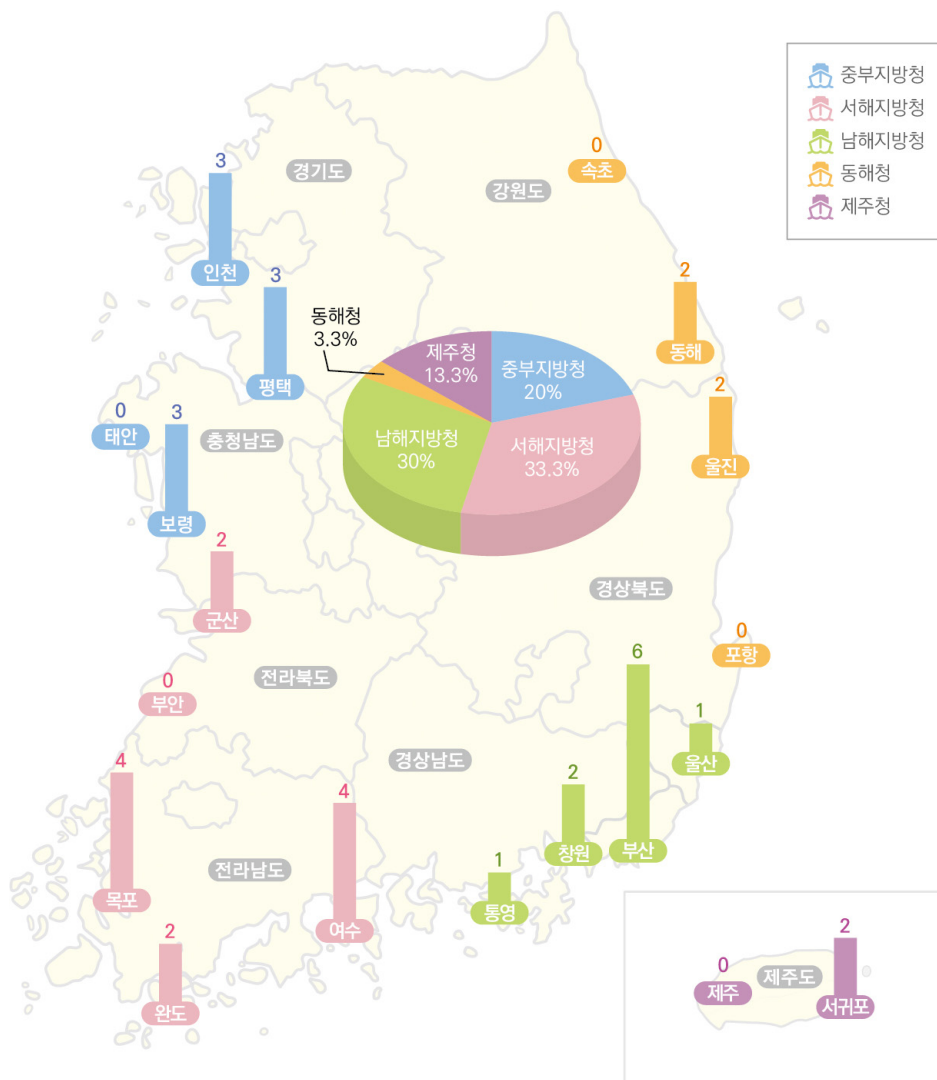 중부지방청
서해지방청
남해지방청
동해청
제주청
경기도
강원도
0
속초
3
인천
3
평택
2
동해
동해청
3.3%
제주청
13.3%
중부지방청
20%
남해지방청
30%
서해지방청
33.3%
2
울진
0
태안
3
보령
충청남도
2
군산
경상북도
0
포항
전라북도
0
부안
6
부산
1
울산
경상남도
2
창원
4
목포
4
여수
전라남도
1
통영
2
완도
0
제주
제주도
2
서귀포